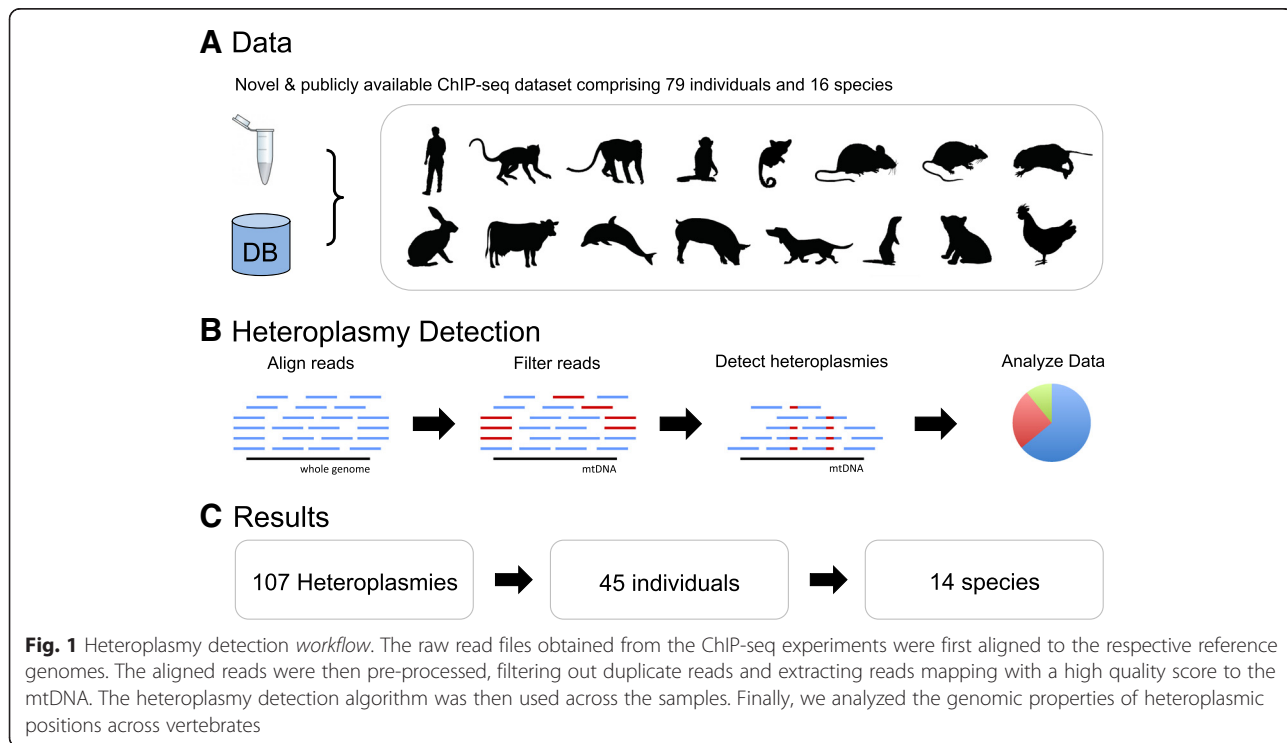 A Data
Novel & publicly available ChIP-seq dataset comprising 79 individuals and 16 species
DB
B Heteroplasmy Detection
Align reads
Filter reads
Detect heteroplasmies
Analyze Data
whole genome
mtDNA
mtDNA
C Results
107 Heteroplasmies
45 individuals
14 species
Fig. 1 Heteroplasmy detection workflow. The raw read files obtained from the ChIP-seq experiments were first aligned to the respective reference
genomes. The aligned reads were then pre-processed, filtering out duplicate reads and extracting reads mapping with a high quality score to the
mtDNA. The heteroplasmy detection algorithm was then used across the samples. Finally, we analyzed the genomic properties of heteroplasmic
positions across vertebrates